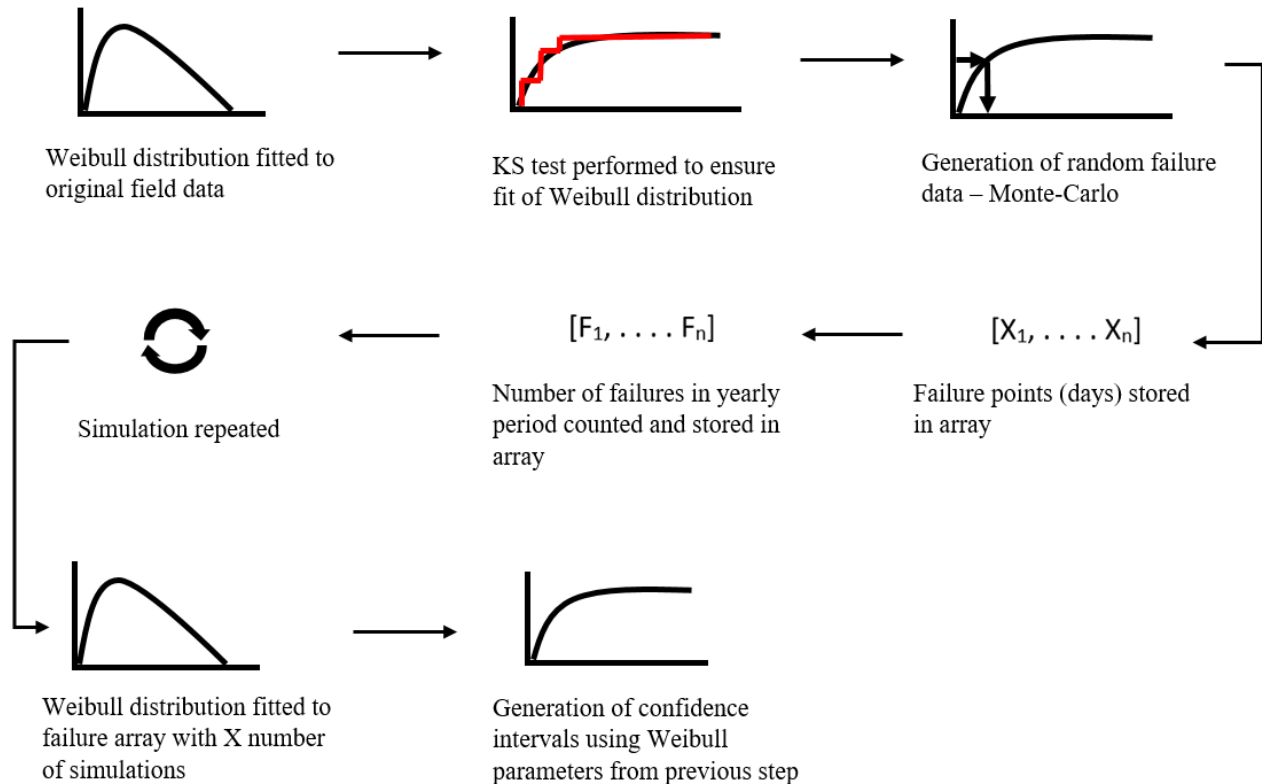 Weibull distribution fitted to
original field data
KS test performed to ensure
fit of Weibull distribution
Generation of random failure
data – Monte-Carlo
[X₁, . . . . Xₙ]
Failure points (days) stored
in array
[F₁, . . . . Fₙ]
Number of failures in yearly
period counted and stored in
array
Simulation repeated
Weibull distribution fitted to
failure array with X number
of simulations
Generation of confidence
intervals using Weibull
parameters from previous step